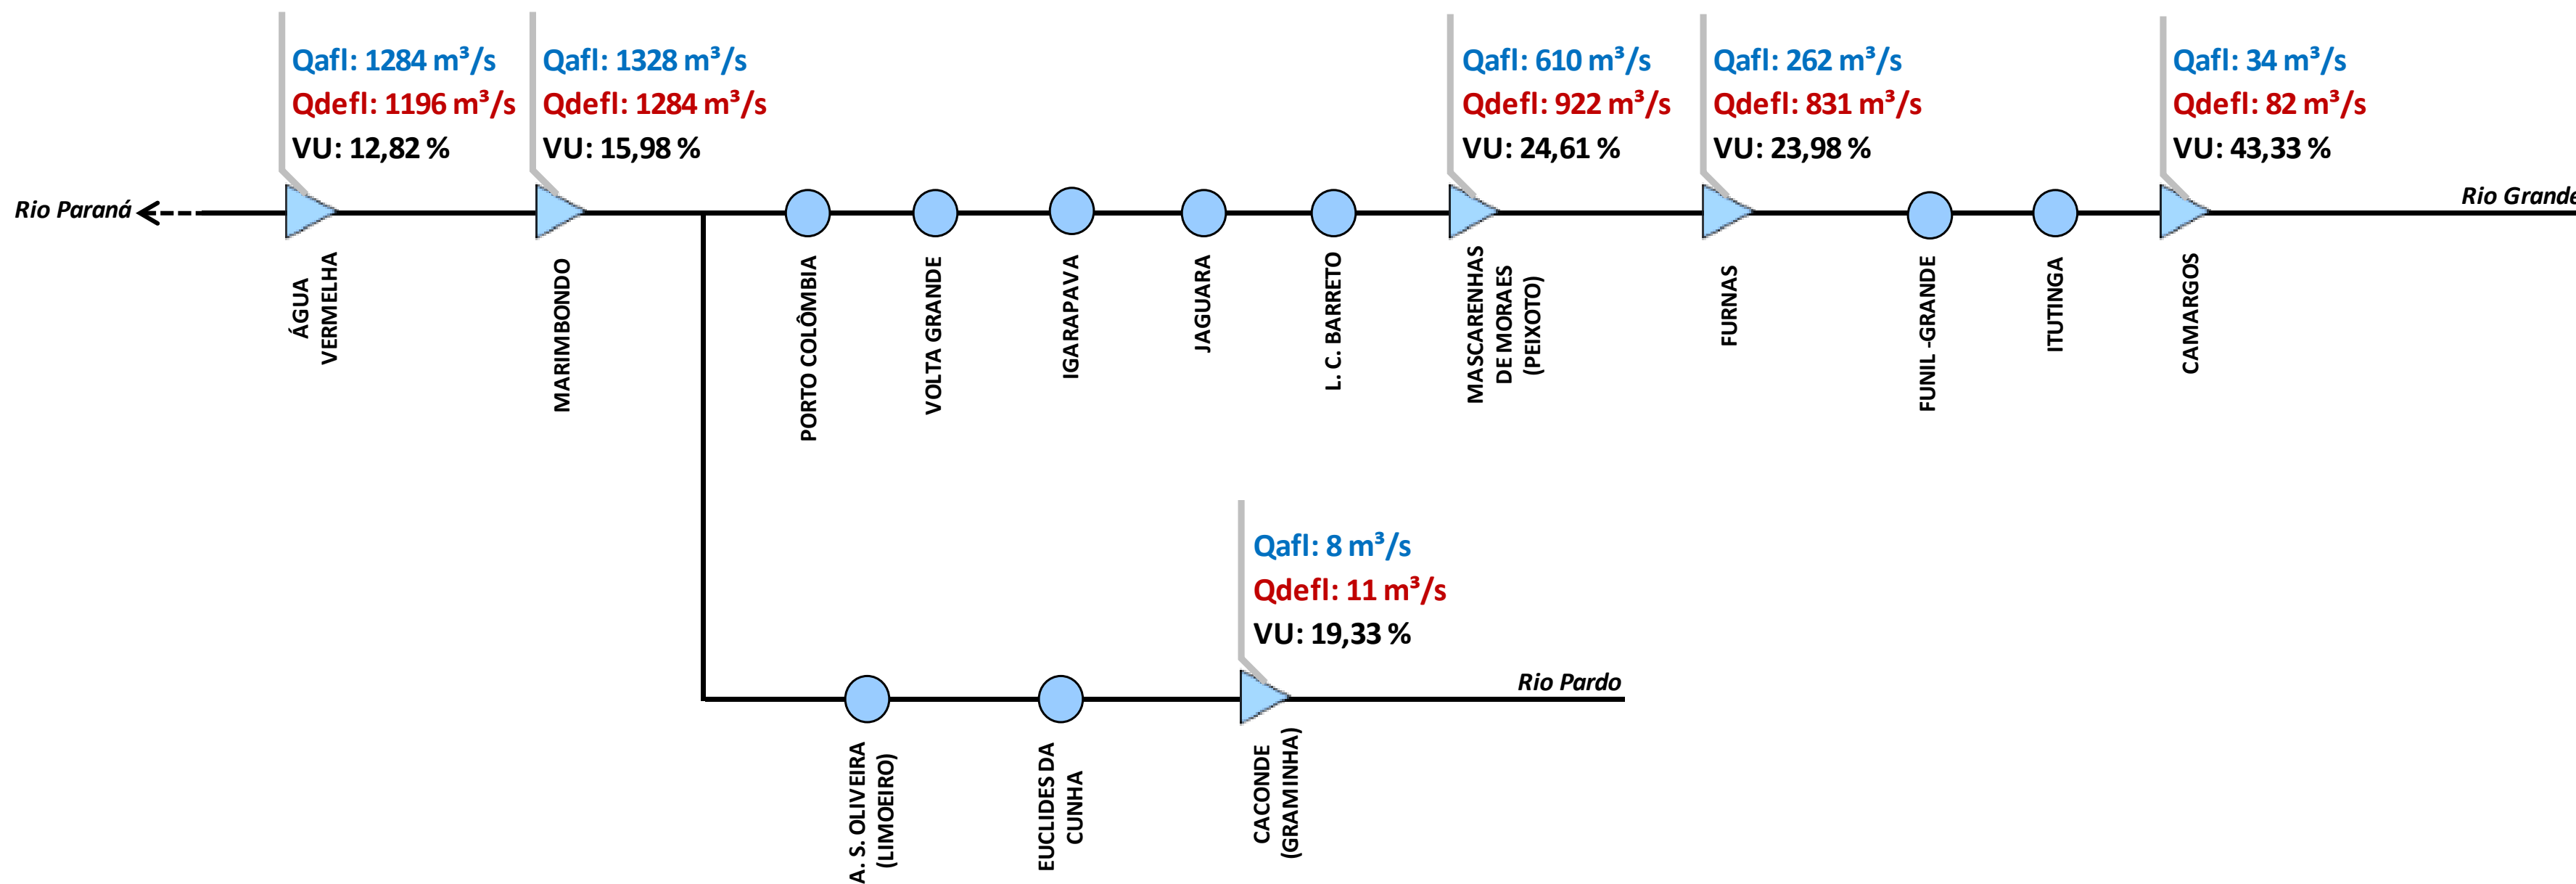 Qafl: 1284 m³/s
Qdefl: 1196 m³/s
VU: 12,82 %
Qafl: 1328 m³/s
Qdefl: 1284 m³/s
VU: 15,98 %
Qafl: 610 m³/s
Qdefl: 922 m³/s
VU: 24,61 %
Qafl: 262 m³/s
Qdefl: 831 m³/s
VU: 23,98 %
Qafl: 34 m³/s
Qdefl: 82 m³/s
VU: 43,33 %
Rio Paraná
Rio Grande
ÁGUA
VERMELHA
MARIMBONDO
PORTO COLÔMBIA
VOLTA GRANDE
IGARAPAVA
JAGUARA
L. C. BARRETO
MASCARENHAS
DE MORAES
(PEIXOTO)
FURNAS
FUNIL -GRANDE
ITUTINGA
CAMARGOS
Qafl: 8 m³/s
Qdefl: 11 m³/s
VU: 19,33 %
Rio Pardo
A. S. OLIVEIRA
(LIMOEIRO)
EUCLIDES DA
CUNHA
CACONDE
(GRAMINHA)